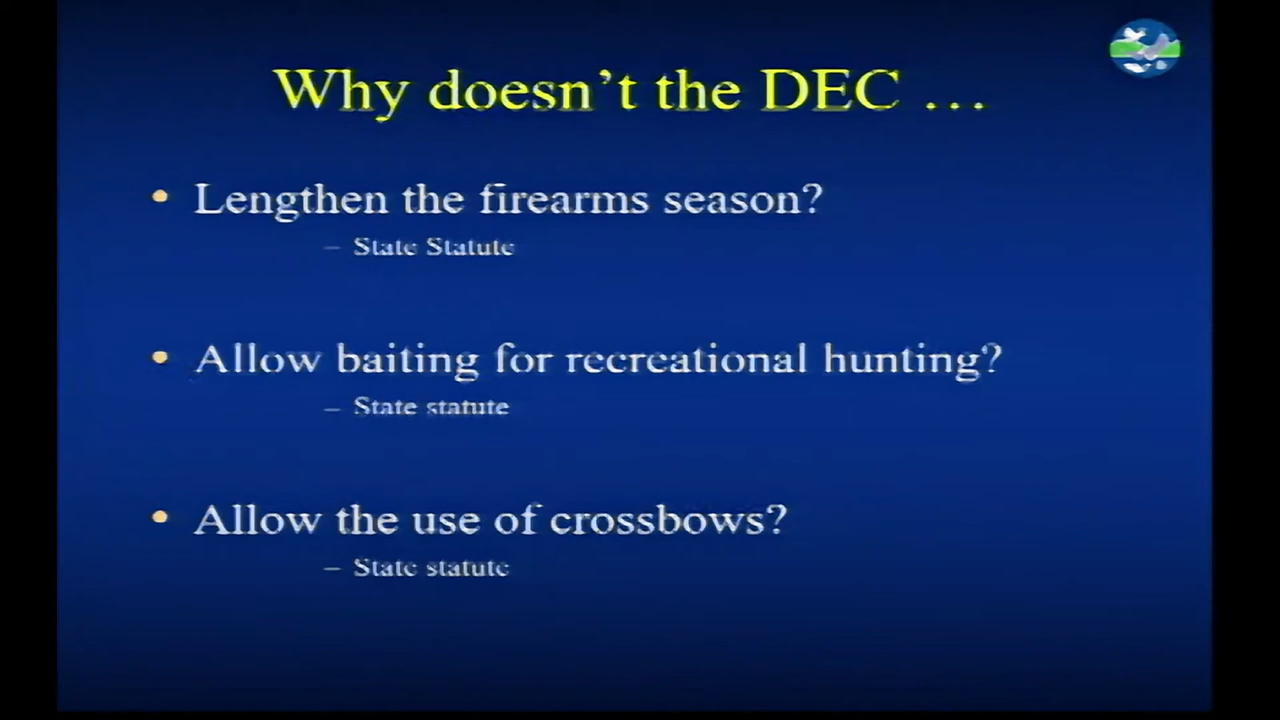 Why doesn't the DEC ...
• Lengthen the firearms season?
– State Statute
• Allow baiting for recreational hunting?
– State statute
• Allow the use of crossbows?
– State statute